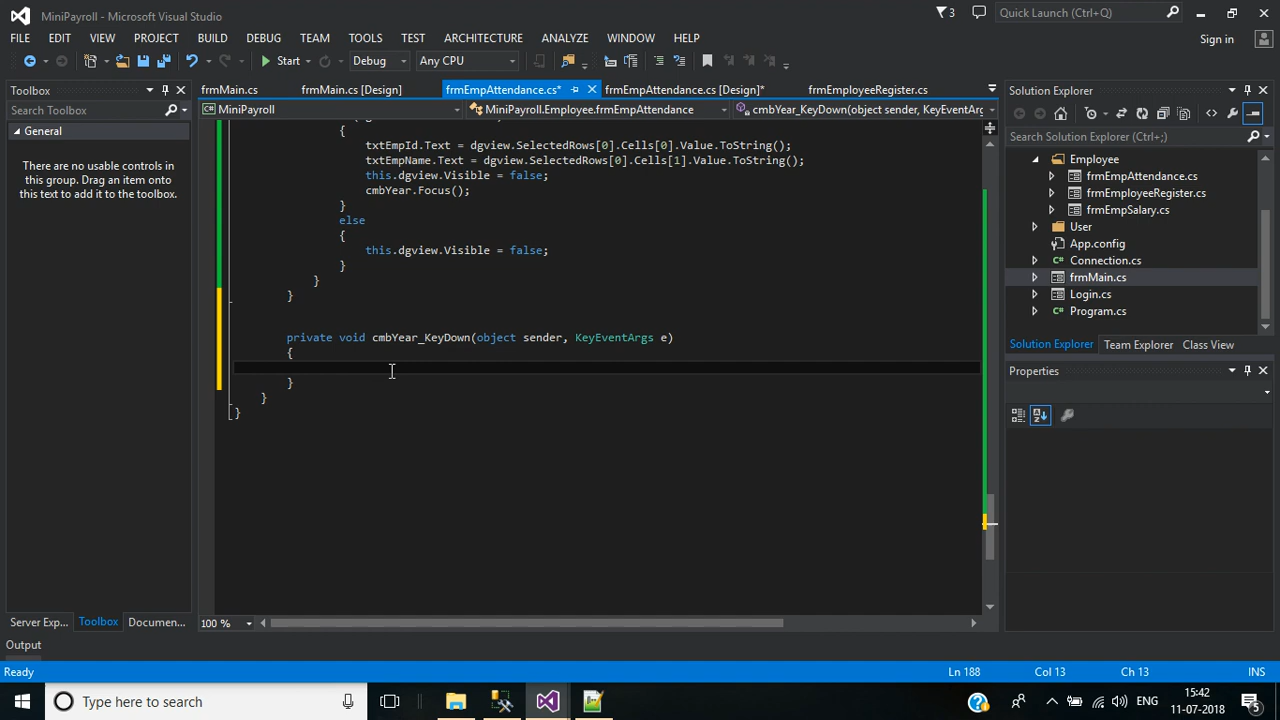 MiniPayroll - Microsoft Visual Studio
3
Quick Launch (Ctrl+Q)
FILE EDIT VIEW PROJECT BUILD DEBUG TEAM TOOLS TEST ARCHITECTURE ANALYZE WINDOW HELP
Sign in
Start Debug Any CPU
Toolbox
Search Toolbox
General
There are no usable controls in
this group. Drag an item onto
this text to add it to the toolbox.
frmMain.cs frmMain.cs [Design] frmEmpAttendance.cs* frmEmpAttendance.cs [Design]* frmEmployeeRegister.cs
MiniPayroll MiniPayroll.Employee.frmEmpAttendance cmbYear_KeyDown(object sender, KeyEventArg
{
txtEmpId.Text = dgview.SelectedRows[0].Cells[0].Value.ToString();
txtEmpName.Text = dgview.SelectedRows[0].Cells[1].Value.ToString();
this.dgview.Visible = false;
cmbYear.Focus();
}
else
{
this.dgview.Visible = false;
}
}
}
private void cmbYear_KeyDown(object sender, KeyEventArgs e)
{
}
}
}
100 %
Solution Explorer
Search Solution Explorer (Ctrl+;)
Employee
frmEmpAttendance.cs
frmEmployeeRegister.cs
frmEmpSalary.cs
User
App.config
Connection.cs
frmMain.cs
Login.cs
Program.cs
Solution Explorer Team Explorer Class View
Properties
Server Exp... Toolbox Documen...
Output
Ready Ln 188 Col 13 Ch 13 INS
Type here to search
ENG
15:42
11-07-2018
5